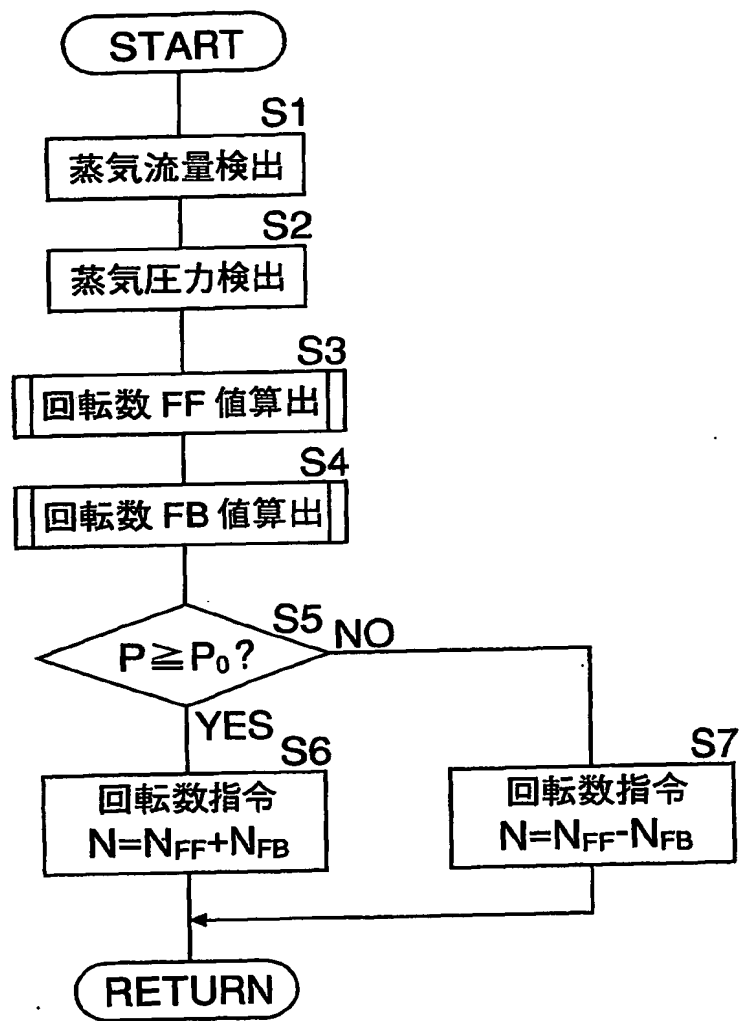 START
S1
蒸気流量検出
S2
蒸気圧力検出
S3
回転数 FF 値算出
S4
回転数 FB 値算出
S5
P≧P₀?
NO
YES
S6
回転数指令
N=NFF+NFB
S7
回転数指令
N=NFF-NFB
RETURN